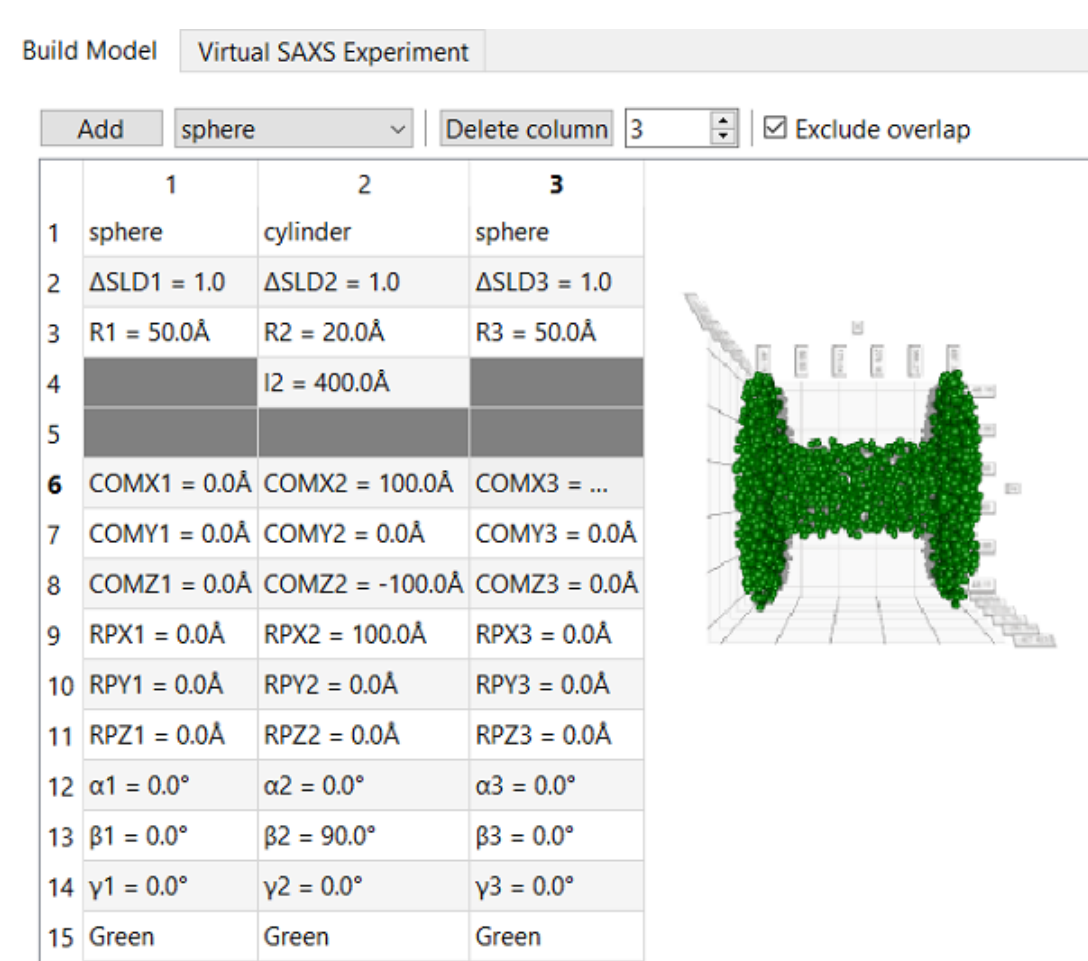 Build Model Virtual SAXS Experiment
Add sphere Delete column 3 Exclude overlap
1 2 3
1 sphere cylinder sphere
2 ΔSLD1 = 1.0 ΔSLD2 = 1.0 ΔSLD3 = 1.0
3 R1 = 50.0Å R2 = 20.0Å R3 = 50.0Å
4 l2 = 400.0Å
5
6 COMX1 = 0.0Å COMX2 = 100.0Å COMX3 = ...
7 COMY1 = 0.0Å COMY2 = 0.0Å COMY3 = 0.0Å
8 COMZ1 = 0.0Å COMZ2 = -100.0Å COMZ3 = 0.0Å
9 RPX1 = 0.0Å RPX2 = 100.0Å RPX3 = 0.0Å
10 RPY1 = 0.0Å RPY2 = 0.0Å RPY3 = 0.0Å
11 RPZ1 = 0.0Å RPZ2 = 0.0Å RPZ3 = 0.0Å
12 α1 = 0.0° α2 = 0.0° α3 = 0.0°
13 β1 = 0.0° β2 = 90.0° β3 = 0.0°
14 γ1 = 0.0° γ2 = 0.0° γ3 = 0.0°
15 Green Green Green